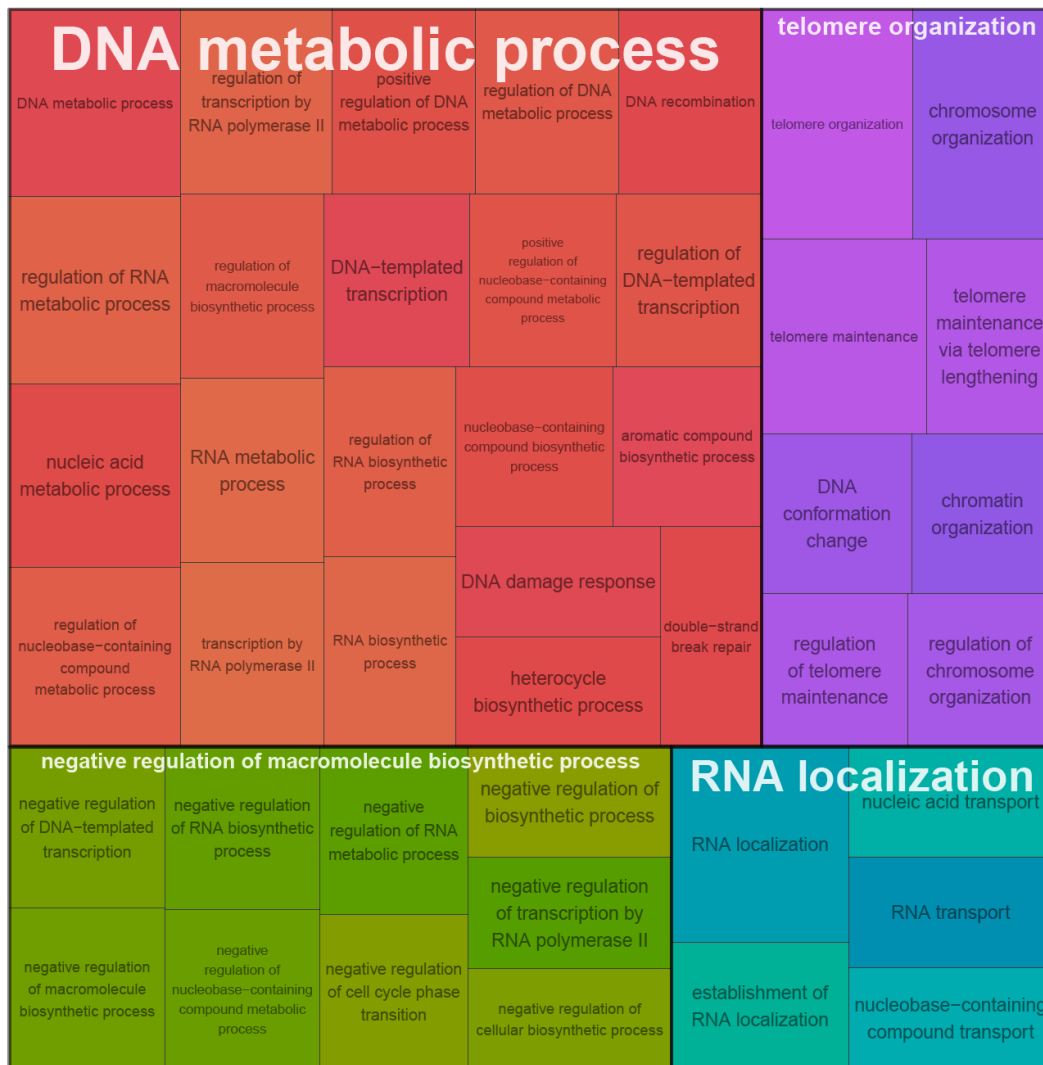 DNA metabolic process
DNA metabolic process
regulation of
transcription by
RNA polymerase II
positive
regulation of DNA
metabolic process
regulation of DNA
metabolic process
DNA recombination
regulation of RNA
metabolic process
regulation of
macromolecule
biosynthetic process
DNA−templated
transcription
positive
regulation of
nucleobase−containing
compound metabolic
process
regulation of
DNA−templated
transcription
nucleic acid
metabolic process
RNA metabolic
process
regulation of
RNA biosynthetic
process
nucleobase−containing
compound biosynthetic
process
aromatic compound
biosynthetic process
regulation of
nucleobase−containing
compound
metabolic process
transcription by
RNA polymerase II
RNA biosynthetic
process
DNA damage response
heterocycle
biosynthetic process
double−strand
break repair
telomere organization
telomere organization
chromosome
organization
telomere maintenance
telomere
maintenance
via telomere
lengthening
DNA
conformation
change
chromatin
organization
regulation
of telomere
maintenance
regulation of
chromosome
organization
negative regulation of macromolecule biosynthetic process
negative regulation
of DNA−templated
transcription
negative regulation
of RNA biosynthetic
process
negative
regulation of RNA
metabolic process
negative regulation of
biosynthetic process
negative regulation
of macromolecule
biosynthetic process
negative
regulation of
nucleobase−containing
compound metabolic
process
negative regulation
of cell cycle phase
transition
negative regulation
of transcription by
RNA polymerase II
negative regulation of
cellular biosynthetic process
RNA localization
RNA localization
nucleic acid transport
RNA transport
establishment of
RNA localization
nucleobase−containing
compound transport